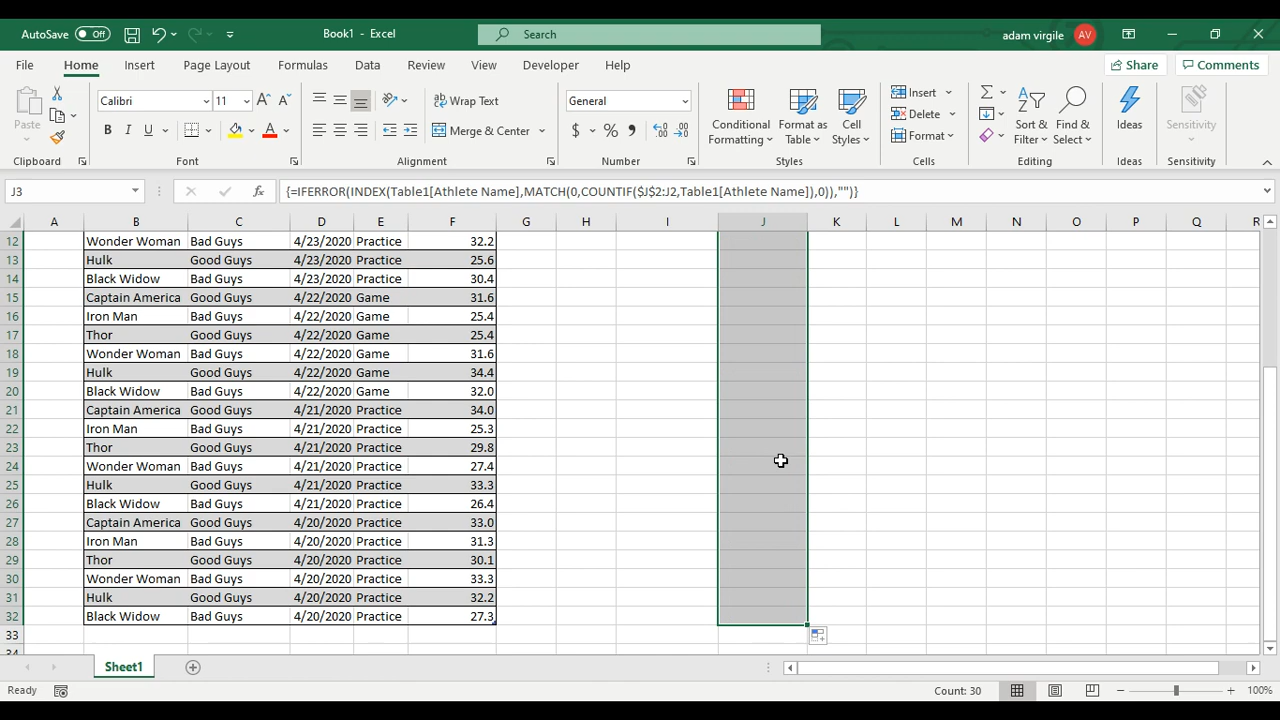 AutoSave Off Book1 - Excel Search adam virgile AV
File Home Insert Page Layout Formulas Data Review View Developer Help Share Comments
Paste Calibri 11 Wrap Text General Conditional Formatting Format as Table Cell Styles Insert Delete Format Sort & Filter Find & Select Ideas Sensitivity
B I U Merge & Center $ % ,
Clipboard Font Alignment Number Styles Cells Editing Ideas Sensitivity
J3 fx {=IFERROR(INDEX(Table1[Athlete Name],MATCH(0,COUNTIF($J$2:J2,Table1[Athlete Name]),0)),"")}
A B C D E F G H I J K L M N O P Q R
12 Wonder Woman Bad Guys 4/23/2020 Practice 32.2
13 Hulk Good Guys 4/23/2020 Practice 25.6
14 Black Widow Bad Guys 4/23/2020 Practice 30.4
15 Captain America Good Guys 4/22/2020 Game 31.6
16 Iron Man Bad Guys 4/22/2020 Game 25.4
17 Thor Good Guys 4/22/2020 Game 25.4
18 Wonder Woman Bad Guys 4/22/2020 Game 31.6
19 Hulk Good Guys 4/22/2020 Game 34.4
20 Black Widow Bad Guys 4/22/2020 Game 32.0
21 Captain America Good Guys 4/21/2020 Practice 34.0
22 Iron Man Bad Guys 4/21/2020 Practice 25.3
23 Thor Good Guys 4/21/2020 Practice 29.8
24 Wonder Woman Bad Guys 4/21/2020 Practice 27.4
25 Hulk Good Guys 4/21/2020 Practice 33.3
26 Black Widow Bad Guys 4/21/2020 Practice 26.4
27 Captain America Good Guys 4/20/2020 Practice 33.0
28 Iron Man Bad Guys 4/20/2020 Practice 31.3
29 Thor Good Guys 4/20/2020 Practice 30.1
30 Wonder Woman Bad Guys 4/20/2020 Practice 33.3
31 Hulk Good Guys 4/20/2020 Practice 32.2
32 Black Widow Bad Guys 4/20/2020 Practice 27.3
33
34
Sheet1
Ready Count: 30 100%